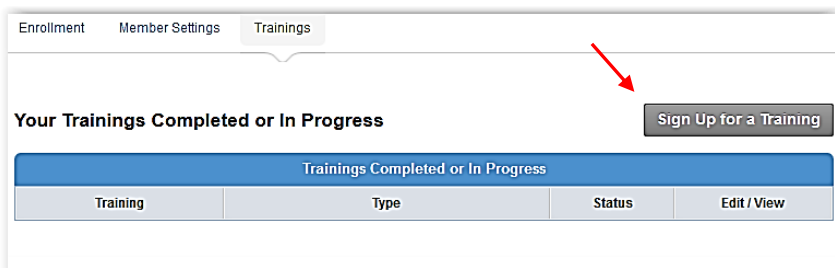 Enrollment Member Settings Trainings
Your Trainings Completed or In Progress Sign Up for a Training
Trainings Completed or In Progress
Training Type Status Edit / View